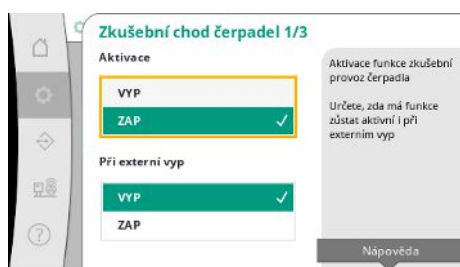 Zkušební chod čerpadel 1/3
Aktivace
VYP
ZAP
Při externí vyp
VYP
ZAP
Aktivace funkce zkušební
provoz čerpadla
Určete, zda má funkce
zůstat aktivní i při
externím vyp
Nápověda